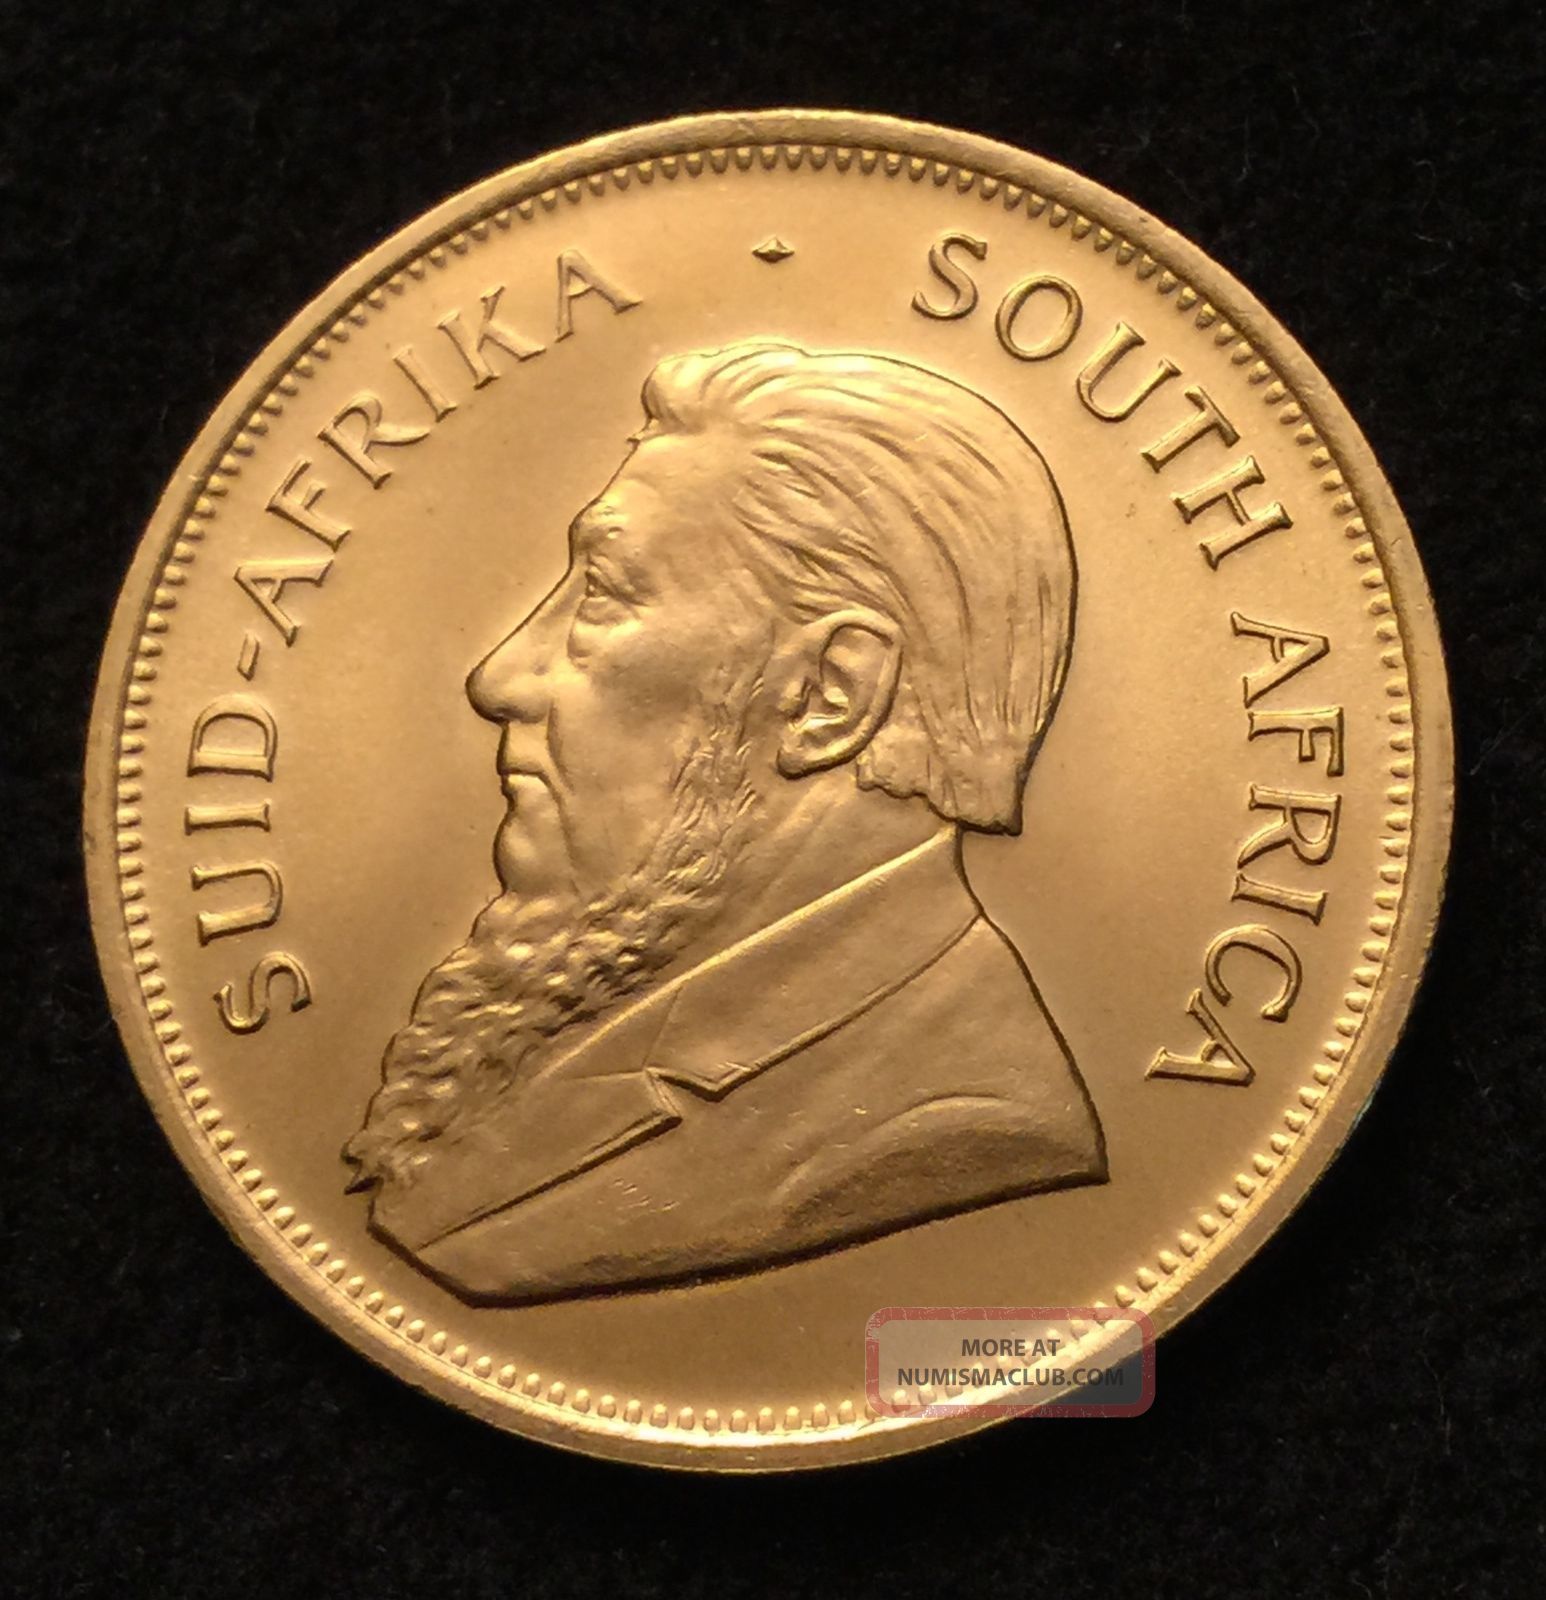 SUID-AFRIKA · SOUTH AFRICA
MORE AT
NUMISMACLUB.COM